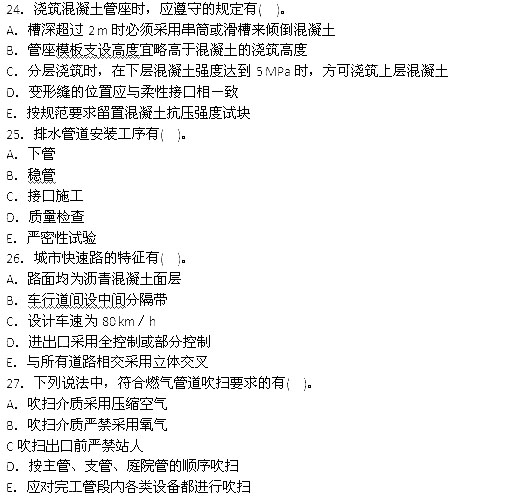 24. 浇筑混凝土管座时，应遵守的规定有(　)。
A. 槽深超过 2 m 时必须采用串筒或滑槽来倾倒混凝土
B. 管座模板支设高度宜略高于混凝土的浇筑高度
C. 分层浇筑时，在下层混凝土强度达到 5 MPa 时，方可浇筑上层混凝土
D. 变形缝的位置应与柔性接口相一致
E. 按规范要求留置混凝土抗压强度试块
25. 排水管道安装工序有(　)。
A. 下管
B. 稳管
C. 接口施工
D. 质量检查
E. 严密性试验
26. 城市快速路的特征有(　)。
A. 路面均为沥青混凝土面层
B. 车行道间设中间分隔带
C. 设计车速为 80 km / h
D. 进出口采用全控制或部分控制
E. 与所有道路相交采用立体交叉
27. 下列说法中，符合燃气管道吹扫要求的有(　)。
A. 吹扫介质采用压缩空气
B. 吹扫介质严禁采用氧气
C 吹扫出口前严禁站人
D. 按主管、支管、庭院管的顺序吹扫
E. 应对完工管段内各类设备都进行吹扫